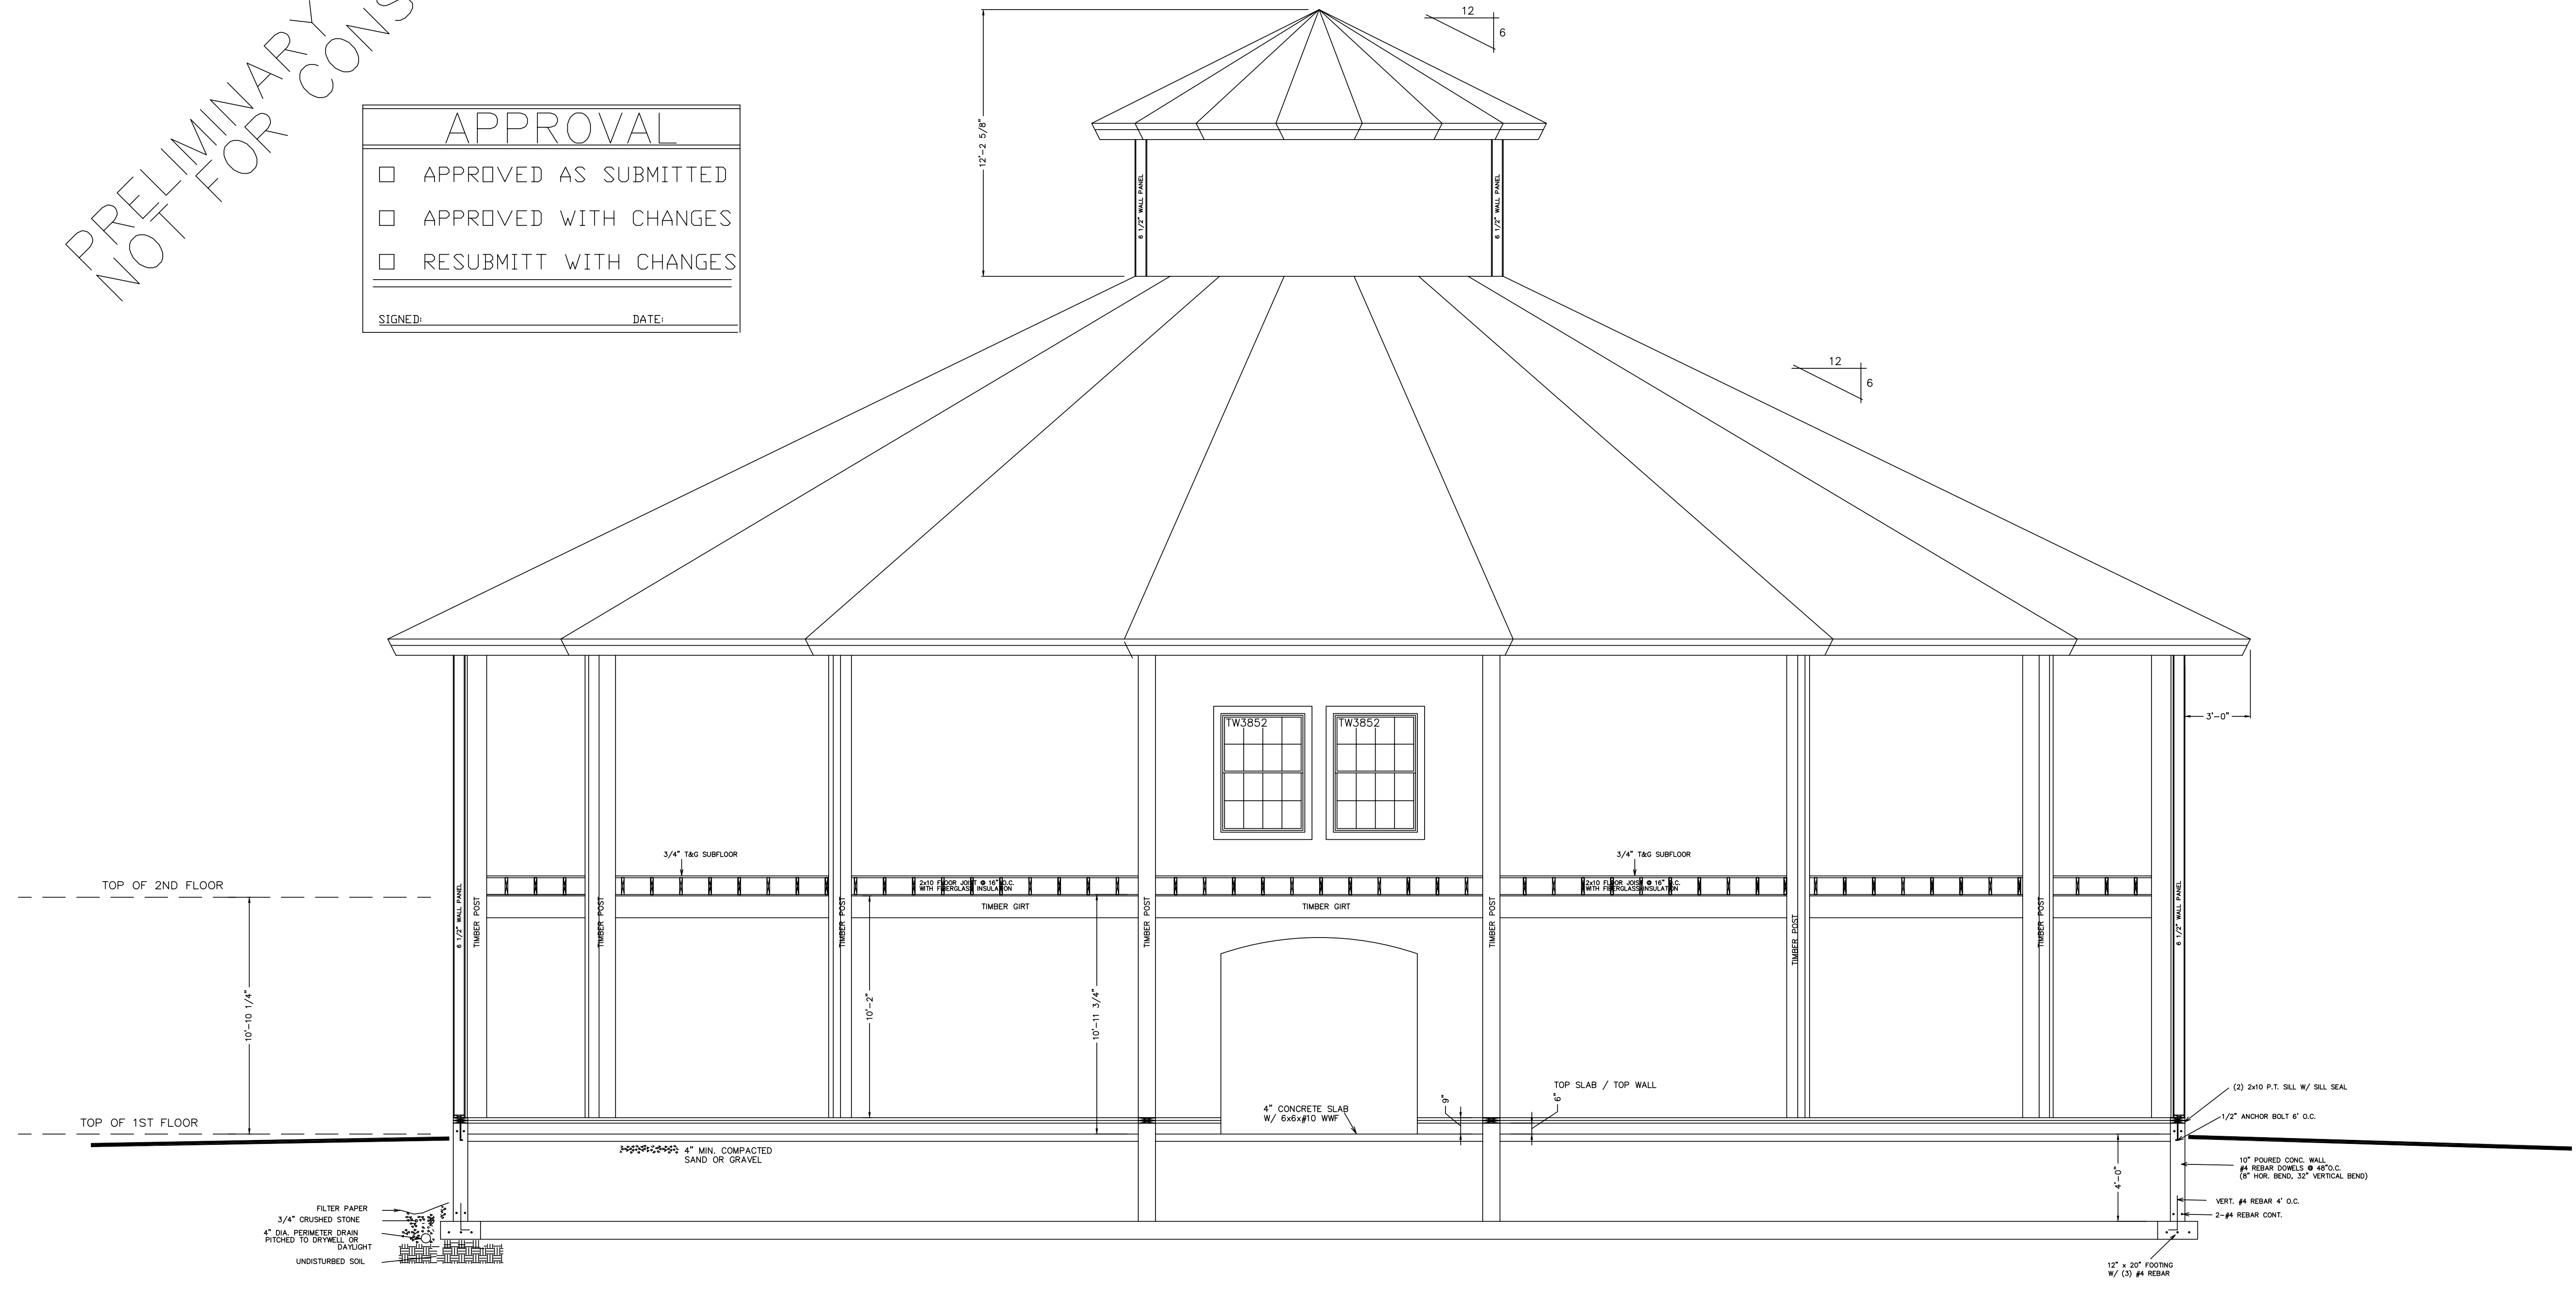 PRELIMINARY
NOT FOR CONS
APPROVAL
APPROVED AS SUBMITTED
APPROVED WITH CHANGES
RESUBMITT WITH CHANGES
SIGNED:
DATE:
12
6
12'-2 5/8"
6 1/2" WALL PANEL
6 1/2" WALL PANEL
12
6
3'-0"
TW3852
TW3852
3/4" T&G SUBFLOOR
3/4" T&G SUBFLOOR
TOP OF 2ND FLOOR
2x10 FLOOR JOIST @ 16" O.C.
WITH FIBERGLASS INSULATION
2x10 FLOOR JOIST @ 16" O.C.
WITH FIBERGLASS INSULATION
TIMBER GIRT
TIMBER GIRT
6 1/2" WALL PANEL
TIMBER POST
TIMBER POST
TIMBER POST
TIMBER POST
TIMBER POST
TIMBER POST
TIMBER POST
6 1/2" WALL PANEL
10'-10 1/4"
10'-2"
10'-11 3/4"
TOP OF 1ST FLOOR
4" CONCRETE SLAB
W/ 6x6x#10 WWF
9"
6"
TOP SLAB / TOP WALL
(2) 2x10 P.T. SILL W/ SILL SEAL
1/2" ANCHOR BOLT 6' O.C.
4" MIN. COMPACTED
SAND OR GRAVEL
4'-0"
10" POURED CONC. WALL
#4 REBAR DOWELS @ 48"O.C.
(8" HOR. BEND, 32" VERTICAL BEND)
VERT. #4 REBAR 4' O.C.
2-#4 REBAR CONT.
FILTER PAPER
3/4" CRUSHED STONE
4" DIA. PERIMETER DRAIN
PITCHED TO DRYWELL OR
DAYLIGHT
UNDISTURBED SOIL
12" x 20" FOOTING
W/ (3) #4 REBAR